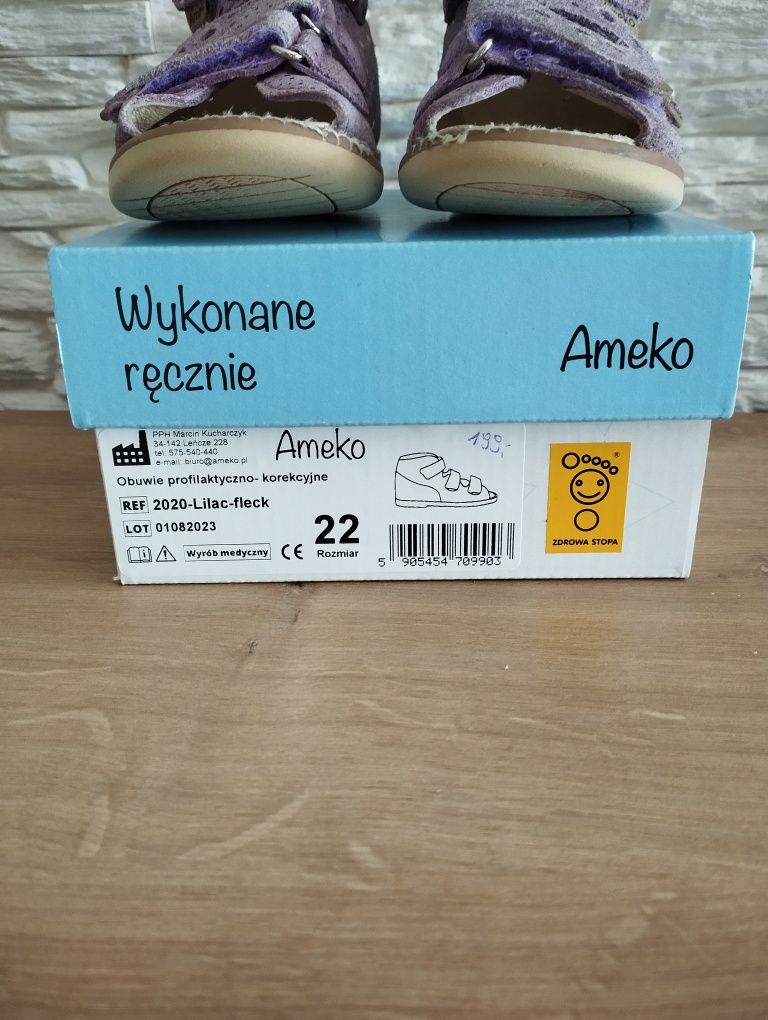 Wykonane
ręcznie
Ameko
PPH Marcin Kucharczyk
34-142 Leńcze 228
tel: 575-540-440
e-mail: biuro@ameko.pl
Ameko
199,-
Obuwie profilaktyczno- korekcyjne
REF 2020-Lilac-fleck
LOT 01082023
Wyrób medyczny CE
22
Rozmiar
5 905454 709903
®
ZDROWA STOPA